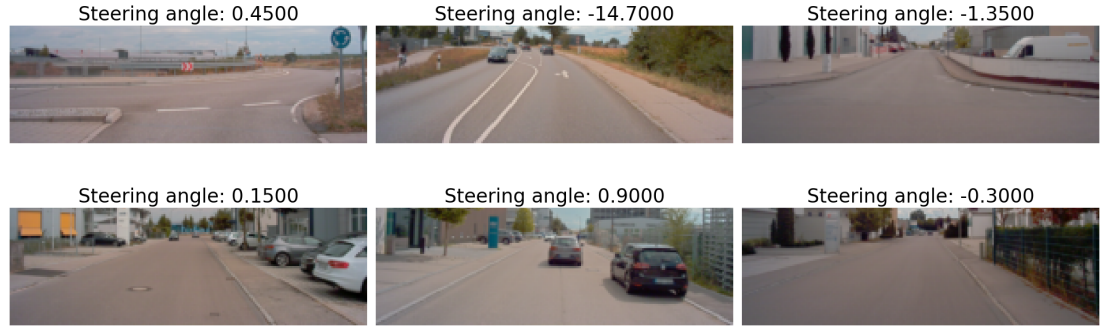 Steering angle: 0.4500
Steering angle: -14.7000
Steering angle: -1.3500
Steering angle: 0.1500
Steering angle: 0.9000
Steering angle: -0.3000